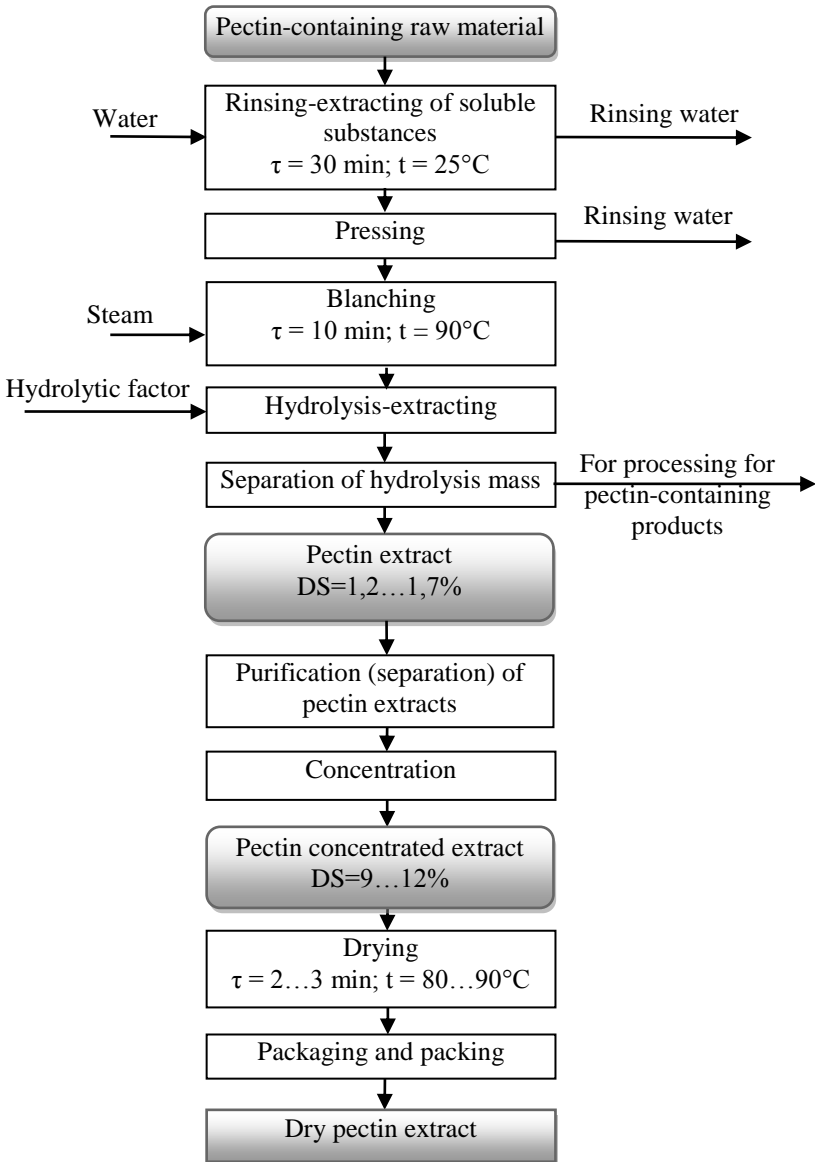 Pectin-containing raw material
Rinsing-extracting of soluble
substances
τ = 30 min; t = 25°C
Water
Rinsing water
Pressing
Rinsing water
Blanching
τ = 10 min; t = 90°C
Steam
Hydrolytic factor
Hydrolysis-extracting
Separation of hydrolysis mass
For processing for
pectin-containing
products
Pectin extract
DS=1,2…1,7%
Purification (separation) of
pectin extracts
Concentration
Pectin concentrated extract
DS=9…12%
Drying
τ = 2…3 min; t = 80…90°C
Packaging and packing
Dry pectin extract